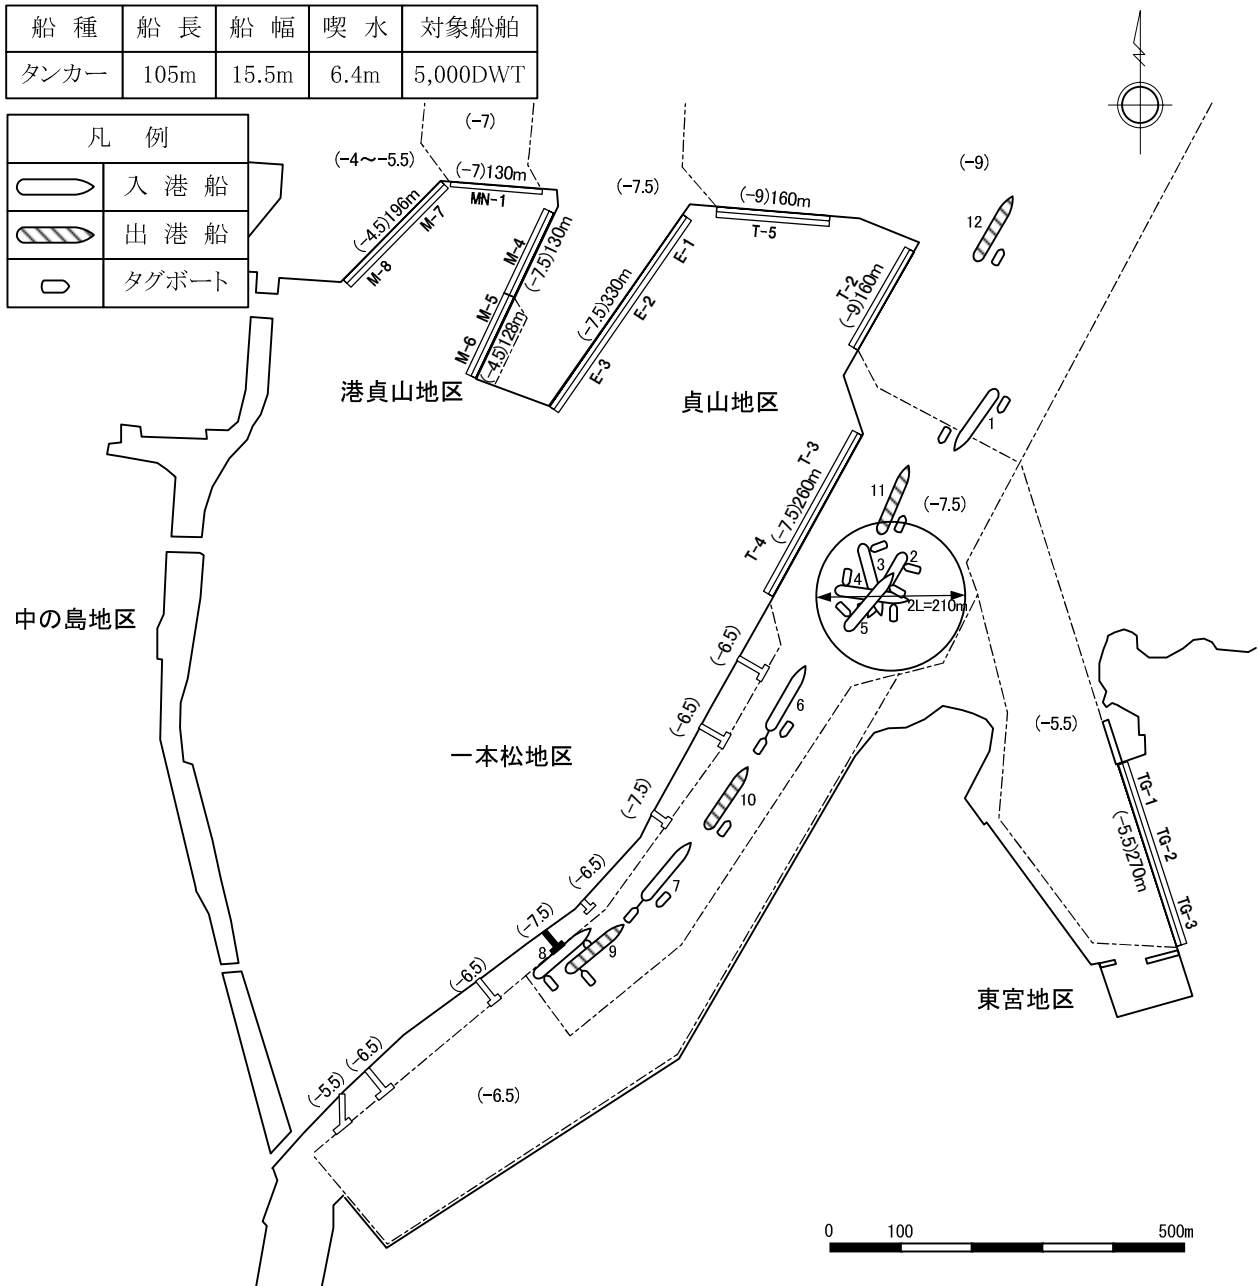 船種 船長 船幅 喫水 対象船舶
タンカー 105m 15.5m 6.4m 5,000DWT
凡例
入港船
出港船
タグボート
(-7)
(-4～-5.5)
(-7)130m
MN-1
(-4.5)196m
M-7
M-8
M-4
(-7.5)130m
M-5
M-6
(-4.5)128m
(-7.5)
(-9)160m
T-5
E-1
(-7.5)330m
E-2
E-3
T-2
(-9)160m
(-9)
12
港貞山地区
貞山地区
1
T-3
(-7.5)260m
T-4
11
(-7.5)
2
3
4
5
2L=210m
中の島地区
(-6.5)
(-6.5)
6
一本松地区
(-7.5)
10
(-5.5)
TG-1
TG-2
(-5.5)270m
TG-3
(-6.5)
7
(-7.5)
8
9
(-6.5)
東宮地区
(-6.5)
(-5.5)
(-6.5)
0 100 500m